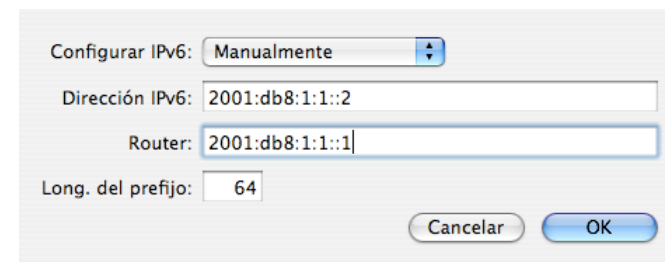 Configurar IPv6: Manualmente
Dirección IPv6: 2001:db8:1:1::2
Router: 2001:db8:1:1::1
Long. del prefijo: 64
Cancelar OK